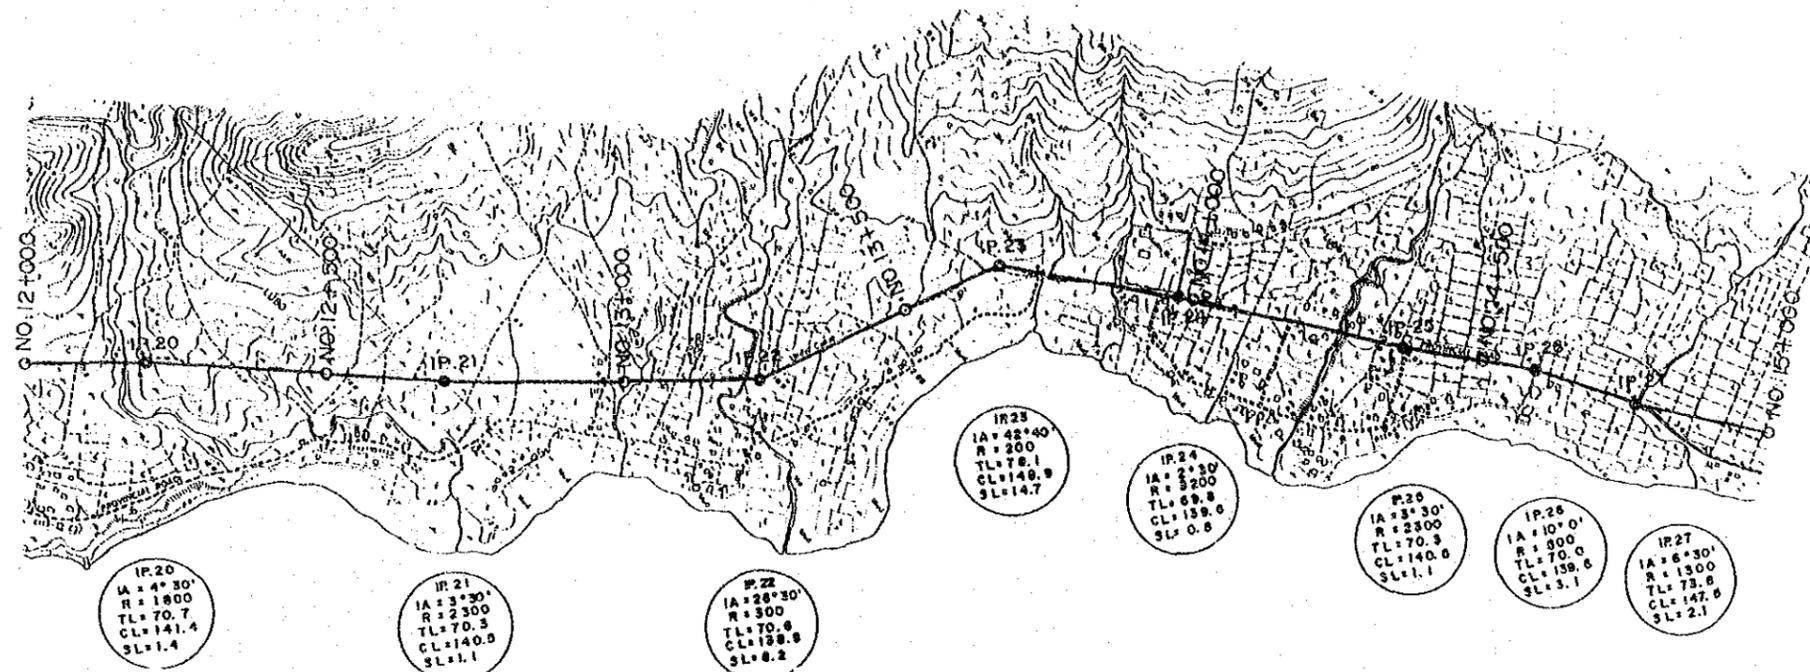 NO.12+000
IP.20
NO.12+500
IP.21
NO.13+000
IP.22
NO.13+500
IP.23
IP.24
NO.14+000
IP.25
NO.14+500
IP.26
IP.27
NO.15+000
IP.20
IA = 4° 30'
R = 1800
TL = 70.7
CL = 141.4
SL = 1.4
IP.21
IA = 3° 30'
R = 2300
TL = 70.3
CL = 140.5
SL = 1.1
IP.22
IA = 26° 30'
R = 300
TL = 70.6
CL = 138.8
SL = 8.2
IP.23
IA = 42° 40'
R = 200
TL = 78.1
CL = 148.9
SL = 14.7
IP.24
IA = 2° 30'
R = 3200
TL = 69.8
CL = 139.6
SL = 0.8
IP.25
IA = 3° 30'
R = 2300
TL = 70.3
CL = 140.5
SL = 1.1
IP.26
IA = 10° 0'
R = 800
TL = 70.0
CL = 139.6
SL = 3.1
IP.27
IA = 6° 30'
R = 1300
TL = 73.8
CL = 147.5
SL = 2.1